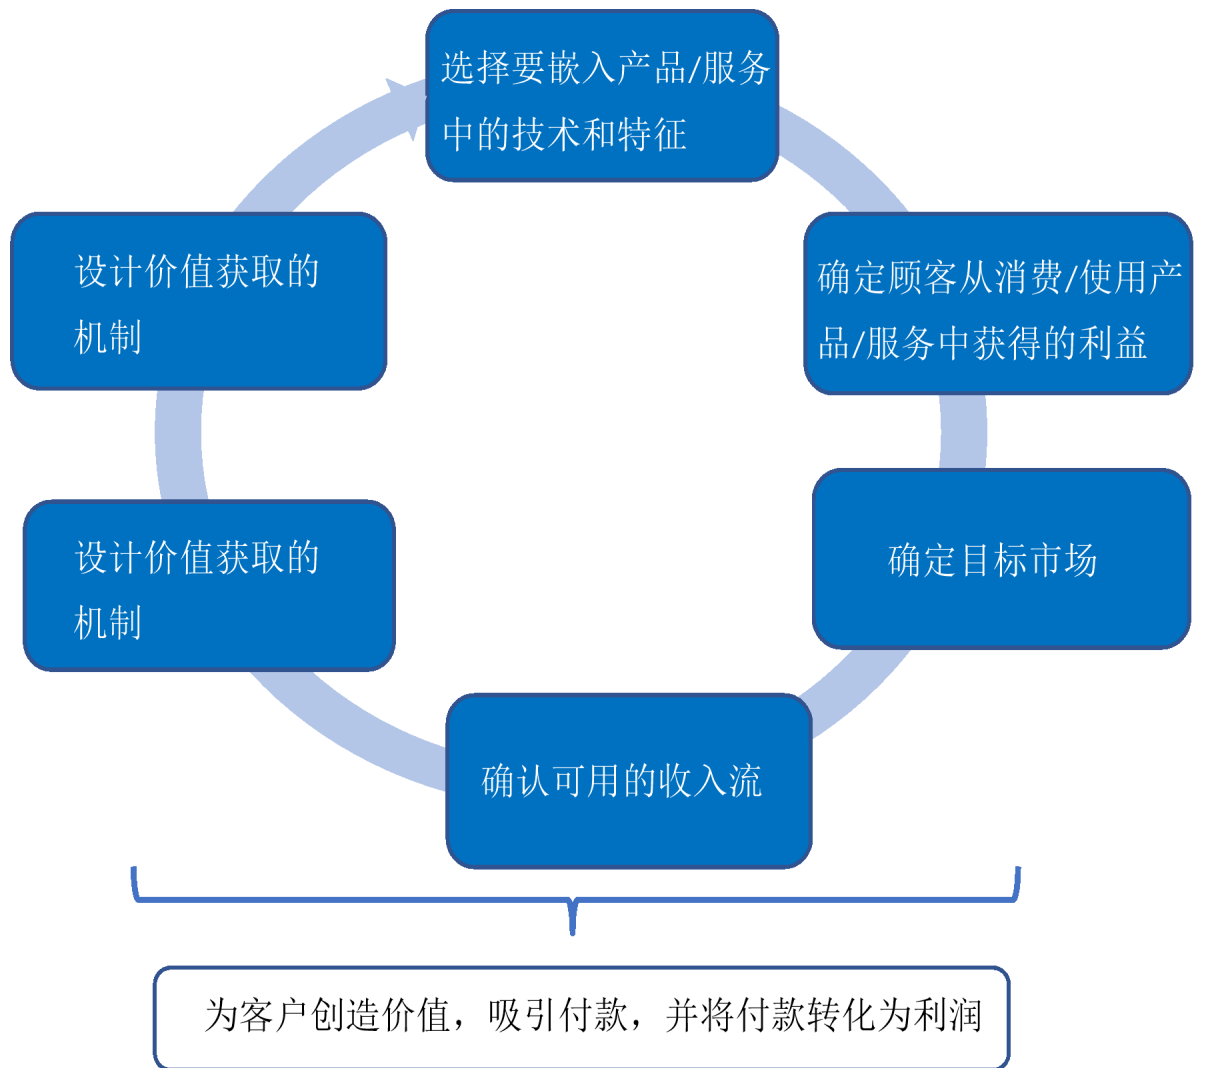 选择要嵌入产品/服务
中的技术和特征
确定顾客从消费/使用产
品/服务中获得的利益
确定目标市场
确认可用的收入流
设计价值获取的
机制
设计价值获取的
机制
为客户创造价值，吸引付款，并将付款转化为利润